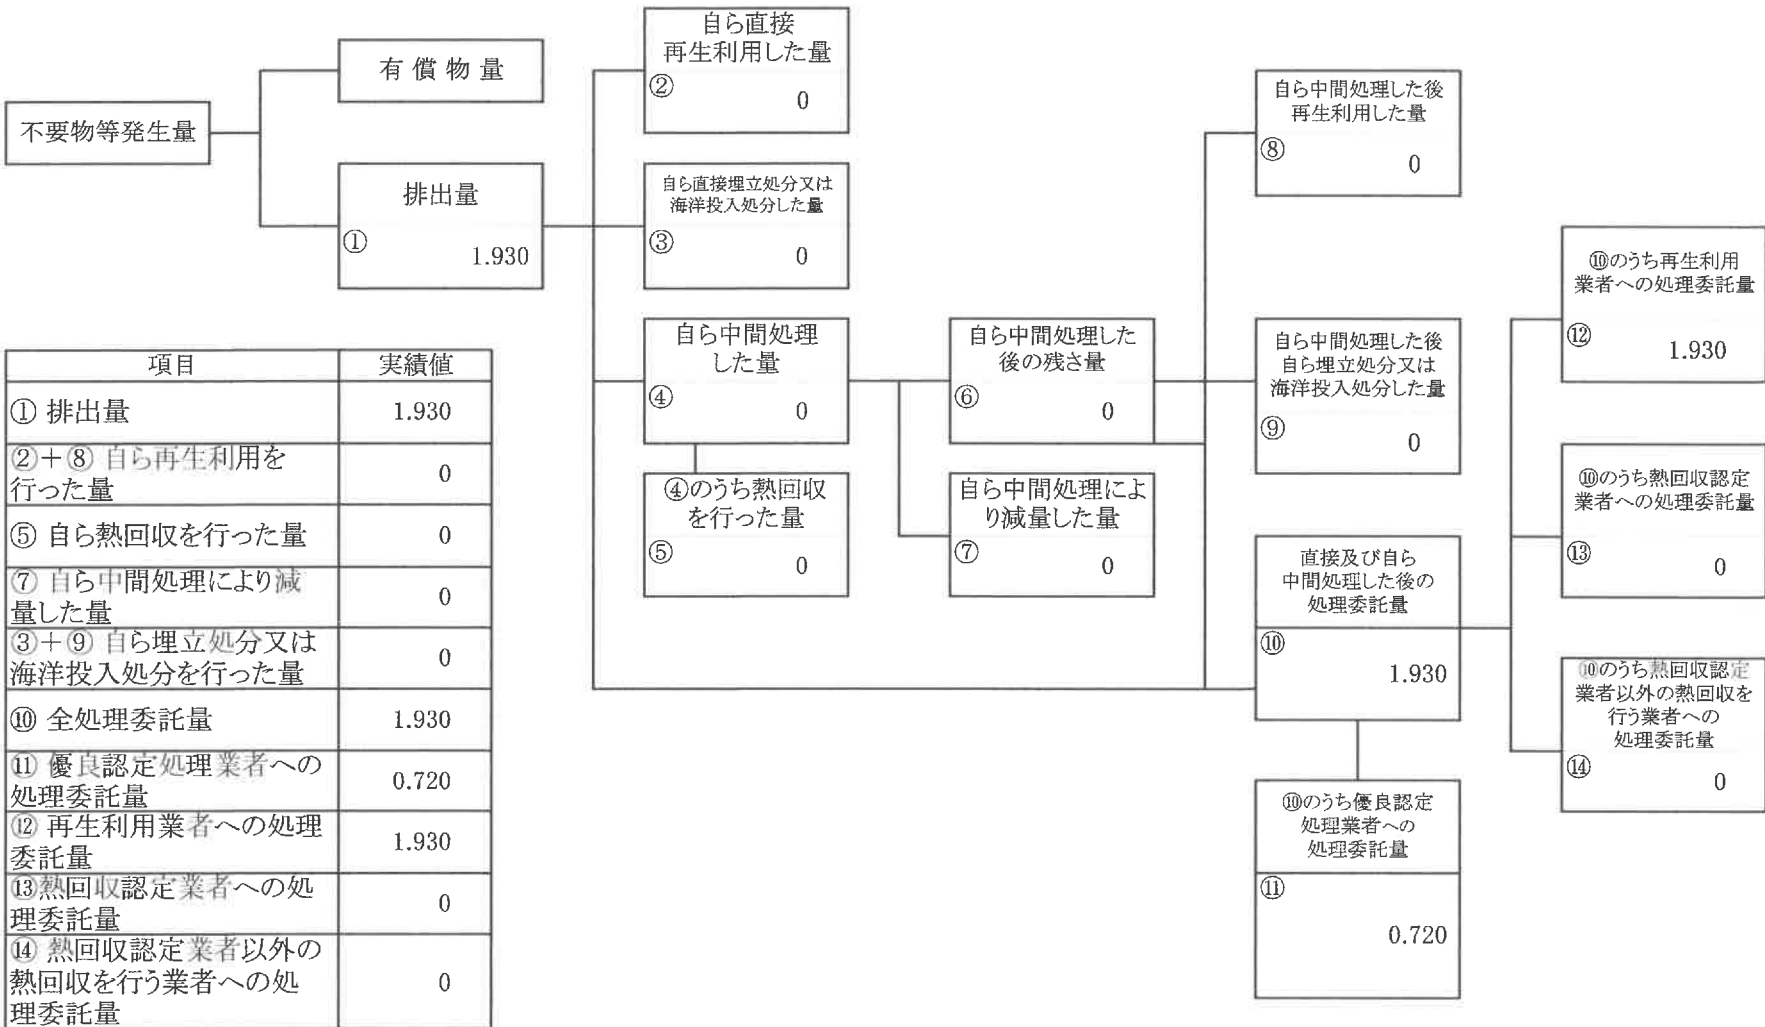 不要物等発生量
有 償 物 量
排出量
①
1.930
自ら直接
再生利用した量
②
0
自ら直接埋立処分又は
海洋投入処分した量
③
0
自ら中間処理
した量
④
0
④のうち熱回収
を行った量
⑤
0
自ら中間処理した
後の残さ量
⑥
0
自ら中間処理によ
り減量した量
⑦
0
自ら中間処理した後
再生利用した量
⑧
0
自ら中間処理した後
自ら埋立処分又は
海洋投入処分した量
⑨
0
直接及び自ら
中間処理した後の
処理委託量
⑩
1.930
⑩のうち優良認定
処理業者への
処理委託量
⑪
0.720
⑩のうち再生利用
業者への処理委託量
⑫
1.930
⑩のうち熱回収認定
業者への処理委託量
⑬
0
⑩のうち熱回収認定
業者以外の熱回収を
行う業者への
処理委託量
⑭
0
項目 実績値
① 排出量 1.930
②+⑧ 自ら再生利用を
行った量 0
⑤ 自ら熱回収を行った量 0
⑦ 自ら中間処理により減
量した量 0
③+⑨ 自ら埋立処分又は
海洋投入処分を行った量 0
⑩ 全処理委託量 1.930
⑪ 優良認定処理業者への
処理委託量 0.720
⑫ 再生利用業者への処理
委託量 1.930
⑬熱回収認定業者への処
理委託量 0
⑭ 熱回収認定業者以外の
熱回収を行う業者への処
理委託量 0